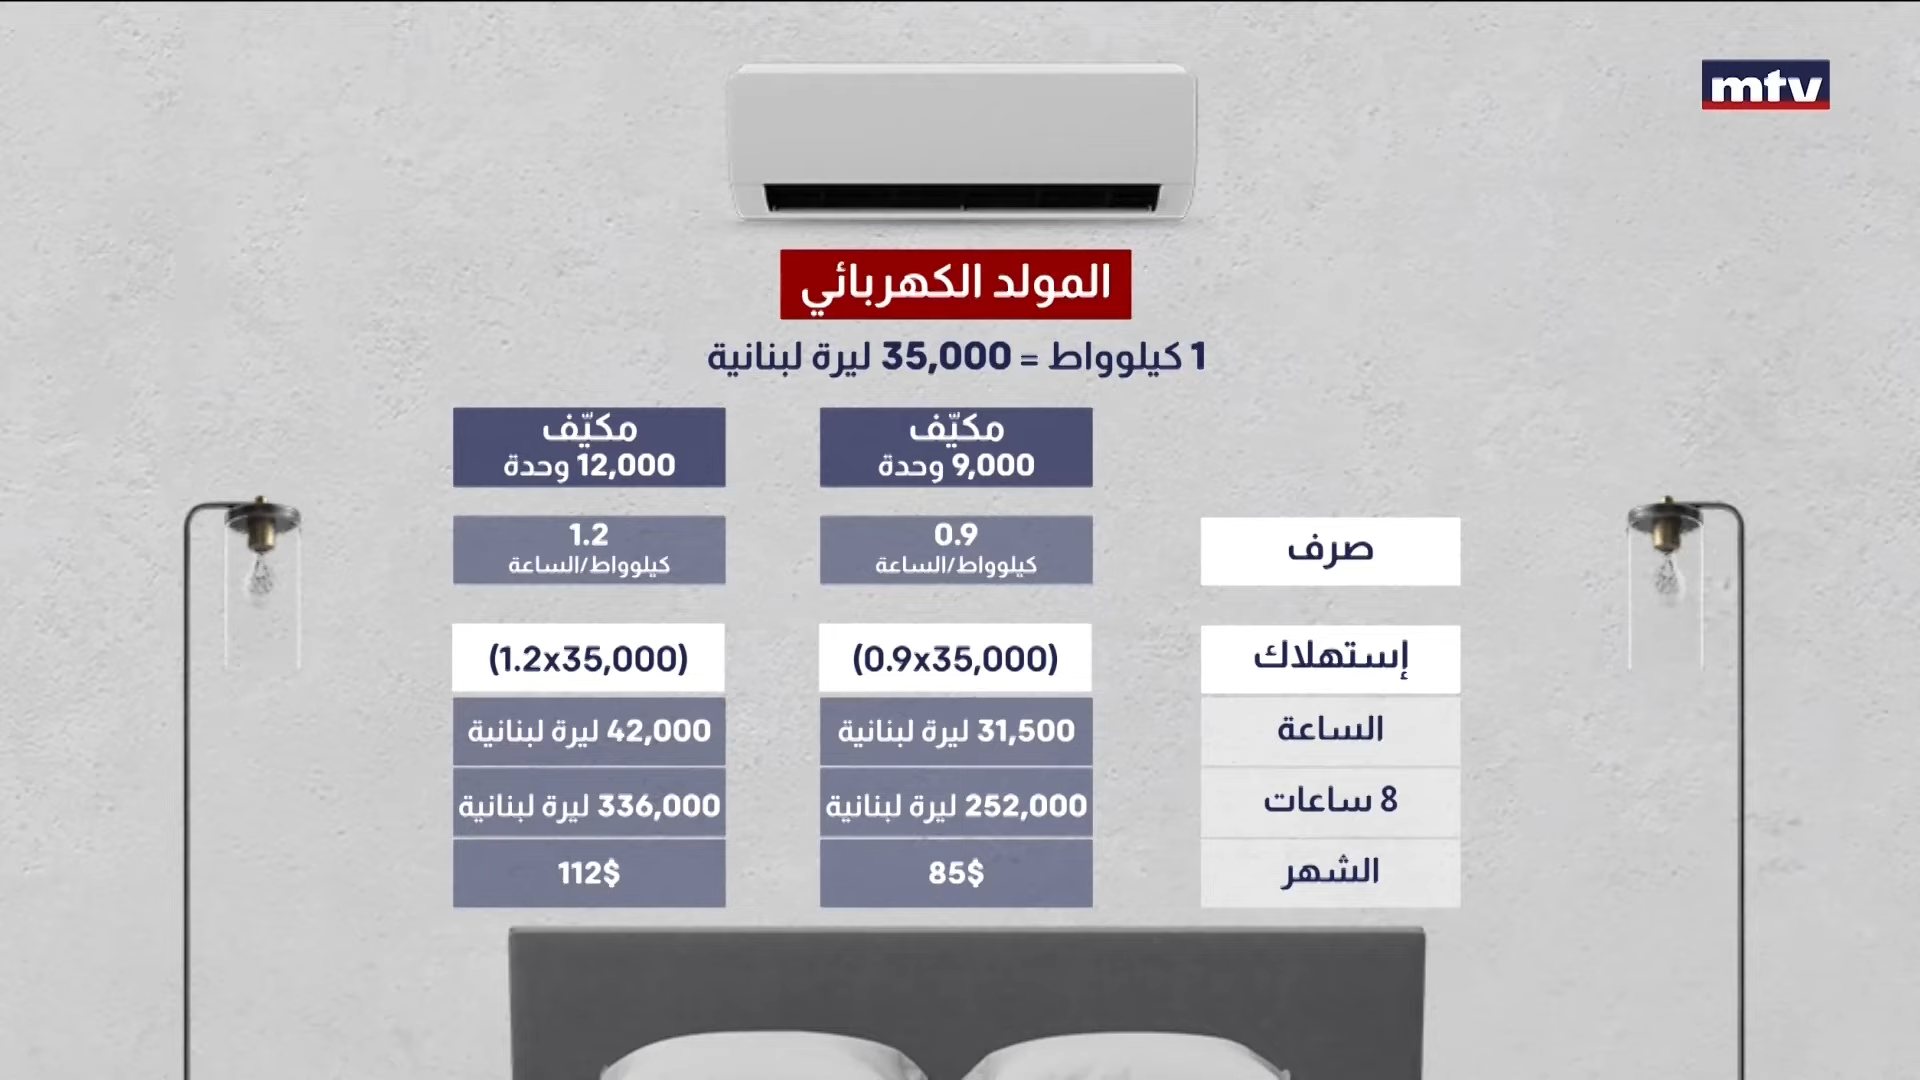 mtv
المولد الكهربائي
1 كيلوواط = 35,000 ليرة لبنانية
مكيّف
9,000 وحدة
مكيّف
12,000 وحدة
صرف
0.9
كيلوواط/الساعة
1.2
كيلوواط/الساعة
إستهلاك
(0.9x35,000)
(1.2x35,000)
الساعة
31,500 ليرة لبنانية
42,000 ليرة لبنانية
8 ساعات
252,000 ليرة لبنانية
336,000 ليرة لبنانية
الشهر
85$
112$